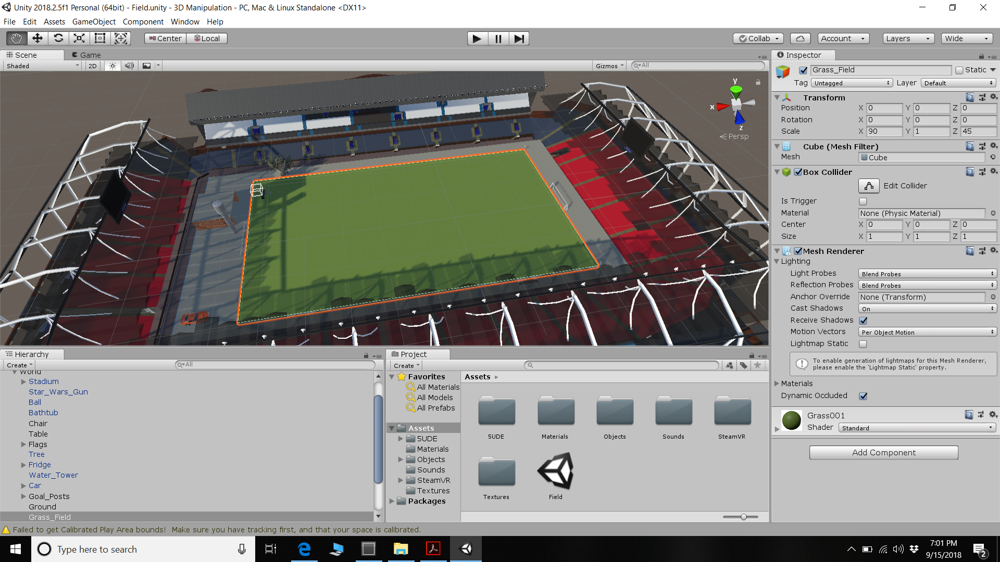 Unity 2018.2.5f1 Personal (64bit) - Field.unity - 3D Manipulation - PC, Mac & Linux Standalone <DX11>
File Edit Assets GameObject Component Window Help
Center Local Collab Account Layers Wide
Scene Game
Shaded 2D Gizmos All
y
x
z
Persp
Inspector
Grass_Field Static
Tag Untagged Layer Default
Transform
Position X 0 Y 0 Z 0
Rotation X 0 Y 0 Z 0
Scale X 90 Y 1 Z 45
Cube (Mesh Filter)
Mesh Cube
Box Collider
Edit Collider
Is Trigger
Material None (Physic Material)
Center X 0 Y 0 Z 0
Size X 1 Y 1 Z 1
Mesh Renderer
Lighting
Light Probes Blend Probes
Reflection Probes Blend Probes
Anchor Override None (Transform)
Cast Shadows On
Receive Shadows
Motion Vectors Per Object Motion
Lightmap Static
To enable generation of lightmaps for this Mesh Renderer,
please enable the 'Lightmap Static' property.
Materials
Dynamic Occluded
Grass001
Shader Standard
Add Component
Hierarchy
Create All
World
Stadium
Star_Wars_Gun
Ball
Bathtub
Chair
Table
Flags
Tree
Fridge
Water_Tower
Car
Goal_Posts
Ground
Grass_Field
Project
Create
Favorites
All Materials
All Models
All Prefabs
Assets
5UDE
Materials
Objects
Sounds
SteamVR
Textures
Packages
Assets
5UDE Materials Objects Sounds SteamVR
Textures Field
Failed to get Calibrated Play Area bounds! Make sure you have tracking first, and that your space is calibrated.
Type here to search
7:01 PM
9/15/2018
2